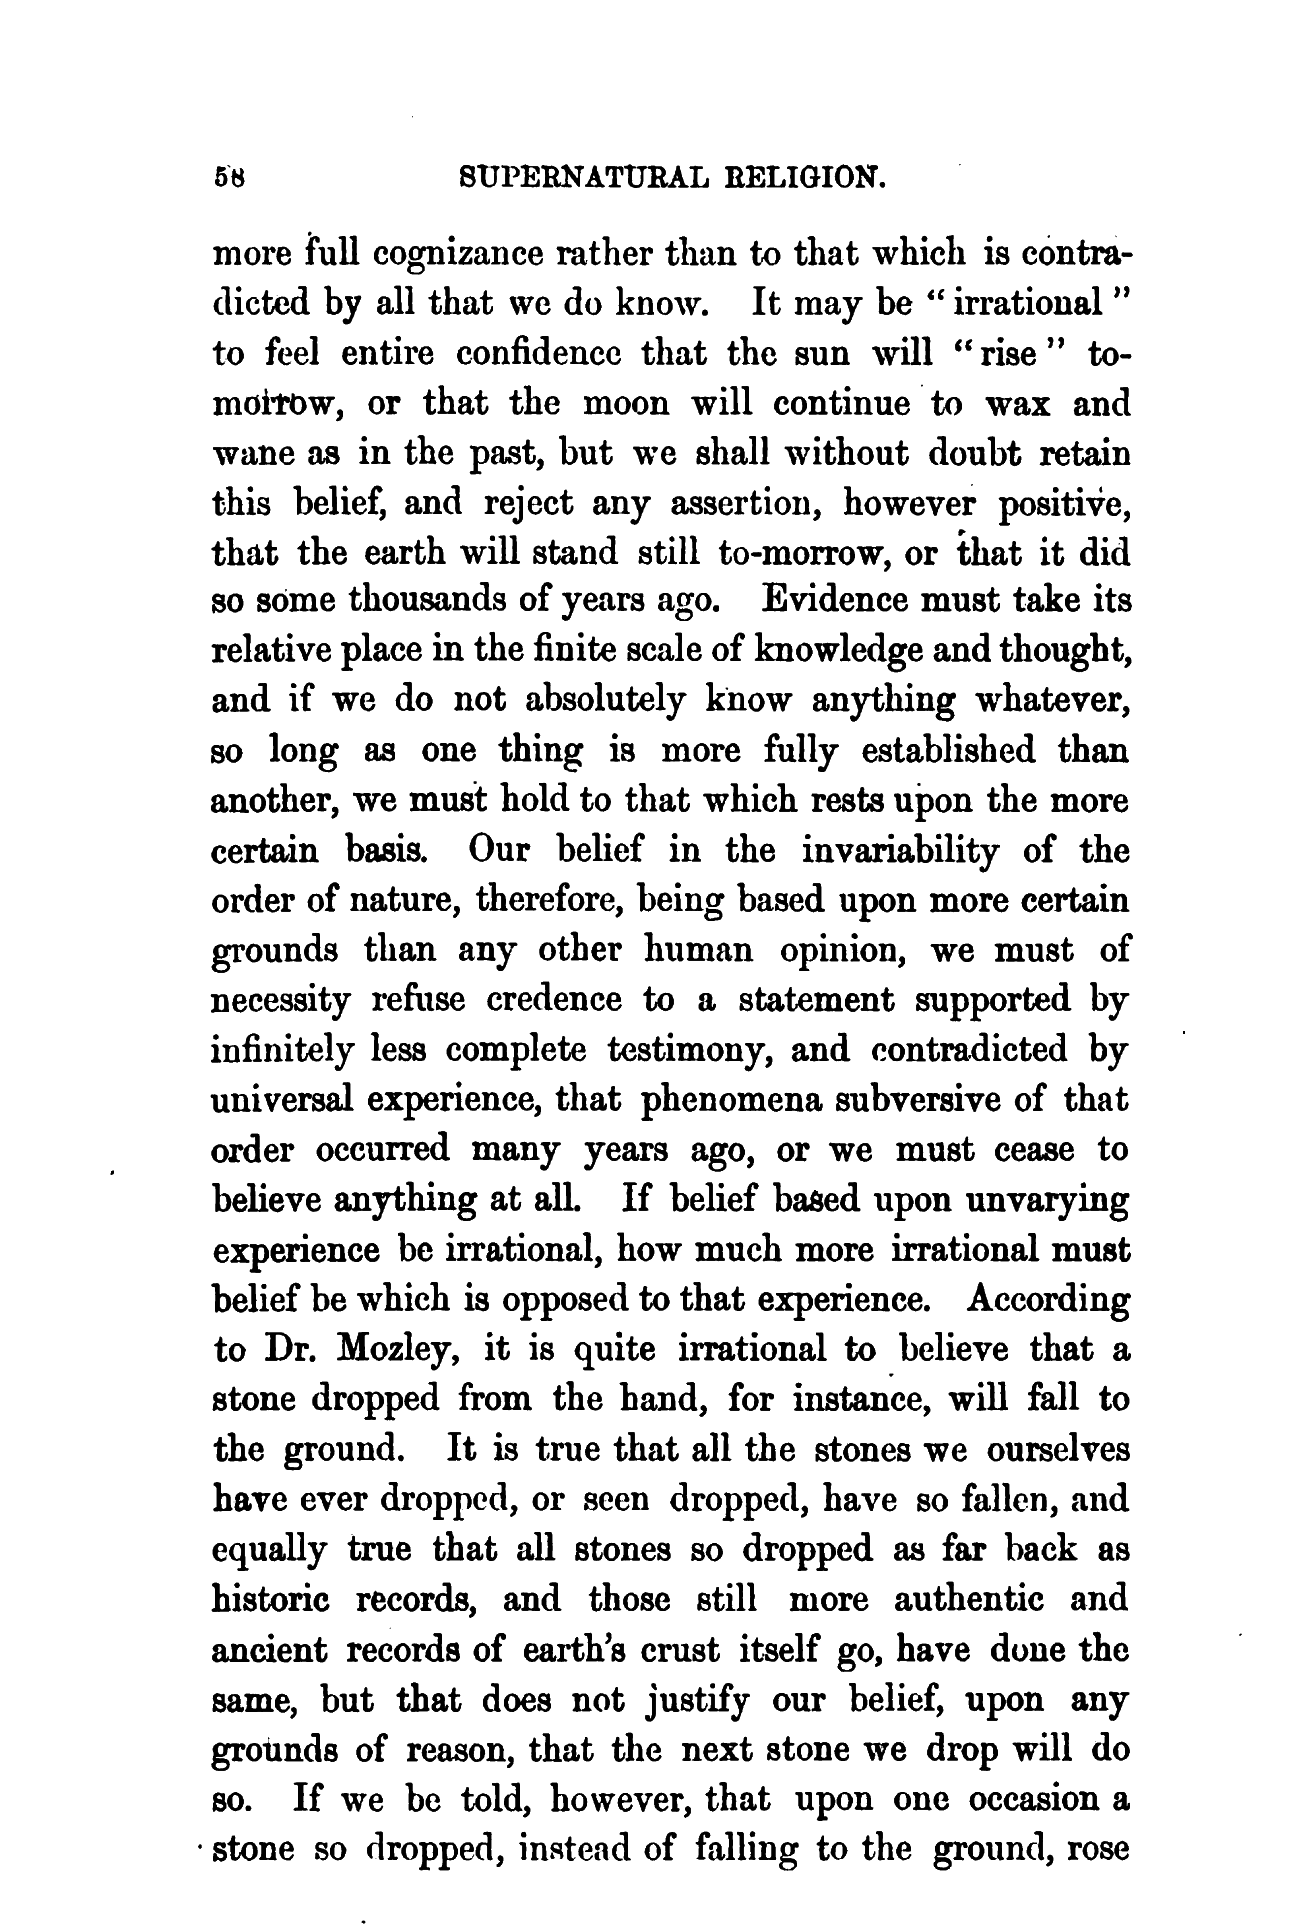 58 SUPERNATURAL RELIGION.
more full cognizance rather than to that which is contra-
dicted by all that we do know. It may be “ irrational ”
to feel entire confidence that the sun will “ rise ” to-
morrow, or that the moon will continue to wax and
wane as in the past, but we shall without doubt retain
this belief, and reject any assertion, however positive,
that the earth will stand still to-morrow, or that it did
so some thousands of years ago. Evidence must take its
relative place in the finite scale of knowledge and thought,
and if we do not absolutely know anything whatever,
so long as one thing is more fully established than
another, we must hold to that which rests upon the more
certain basis. Our belief in the invariability of the
order of nature, therefore, being based upon more certain
grounds than any other human opinion, we must of
necessity refuse credence to a statement supported by
infinitely less complete testimony, and contradicted by
universal experience, that phenomena subversive of that
order occurred many years ago, or we must cease to
believe anything at all. If belief based upon unvarying
experience be irrational, how much more irrational must
belief be which is opposed to that experience. According
to Dr. Mozley, it is quite irrational to believe that a
stone dropped from the hand, for instance, will fall to
the ground. It is true that all the stones we ourselves
have ever dropped, or seen dropped, have so fallen, and
equally true that all stones so dropped as far back as
historic records, and those still more authentic and
ancient records of earth’s crust itself go, have done the
same, but that does not justify our belief, upon any
grounds of reason, that the next stone we drop will do
so. If we be told, however, that upon one occasion a
stone so dropped, instead of falling to the ground, rose